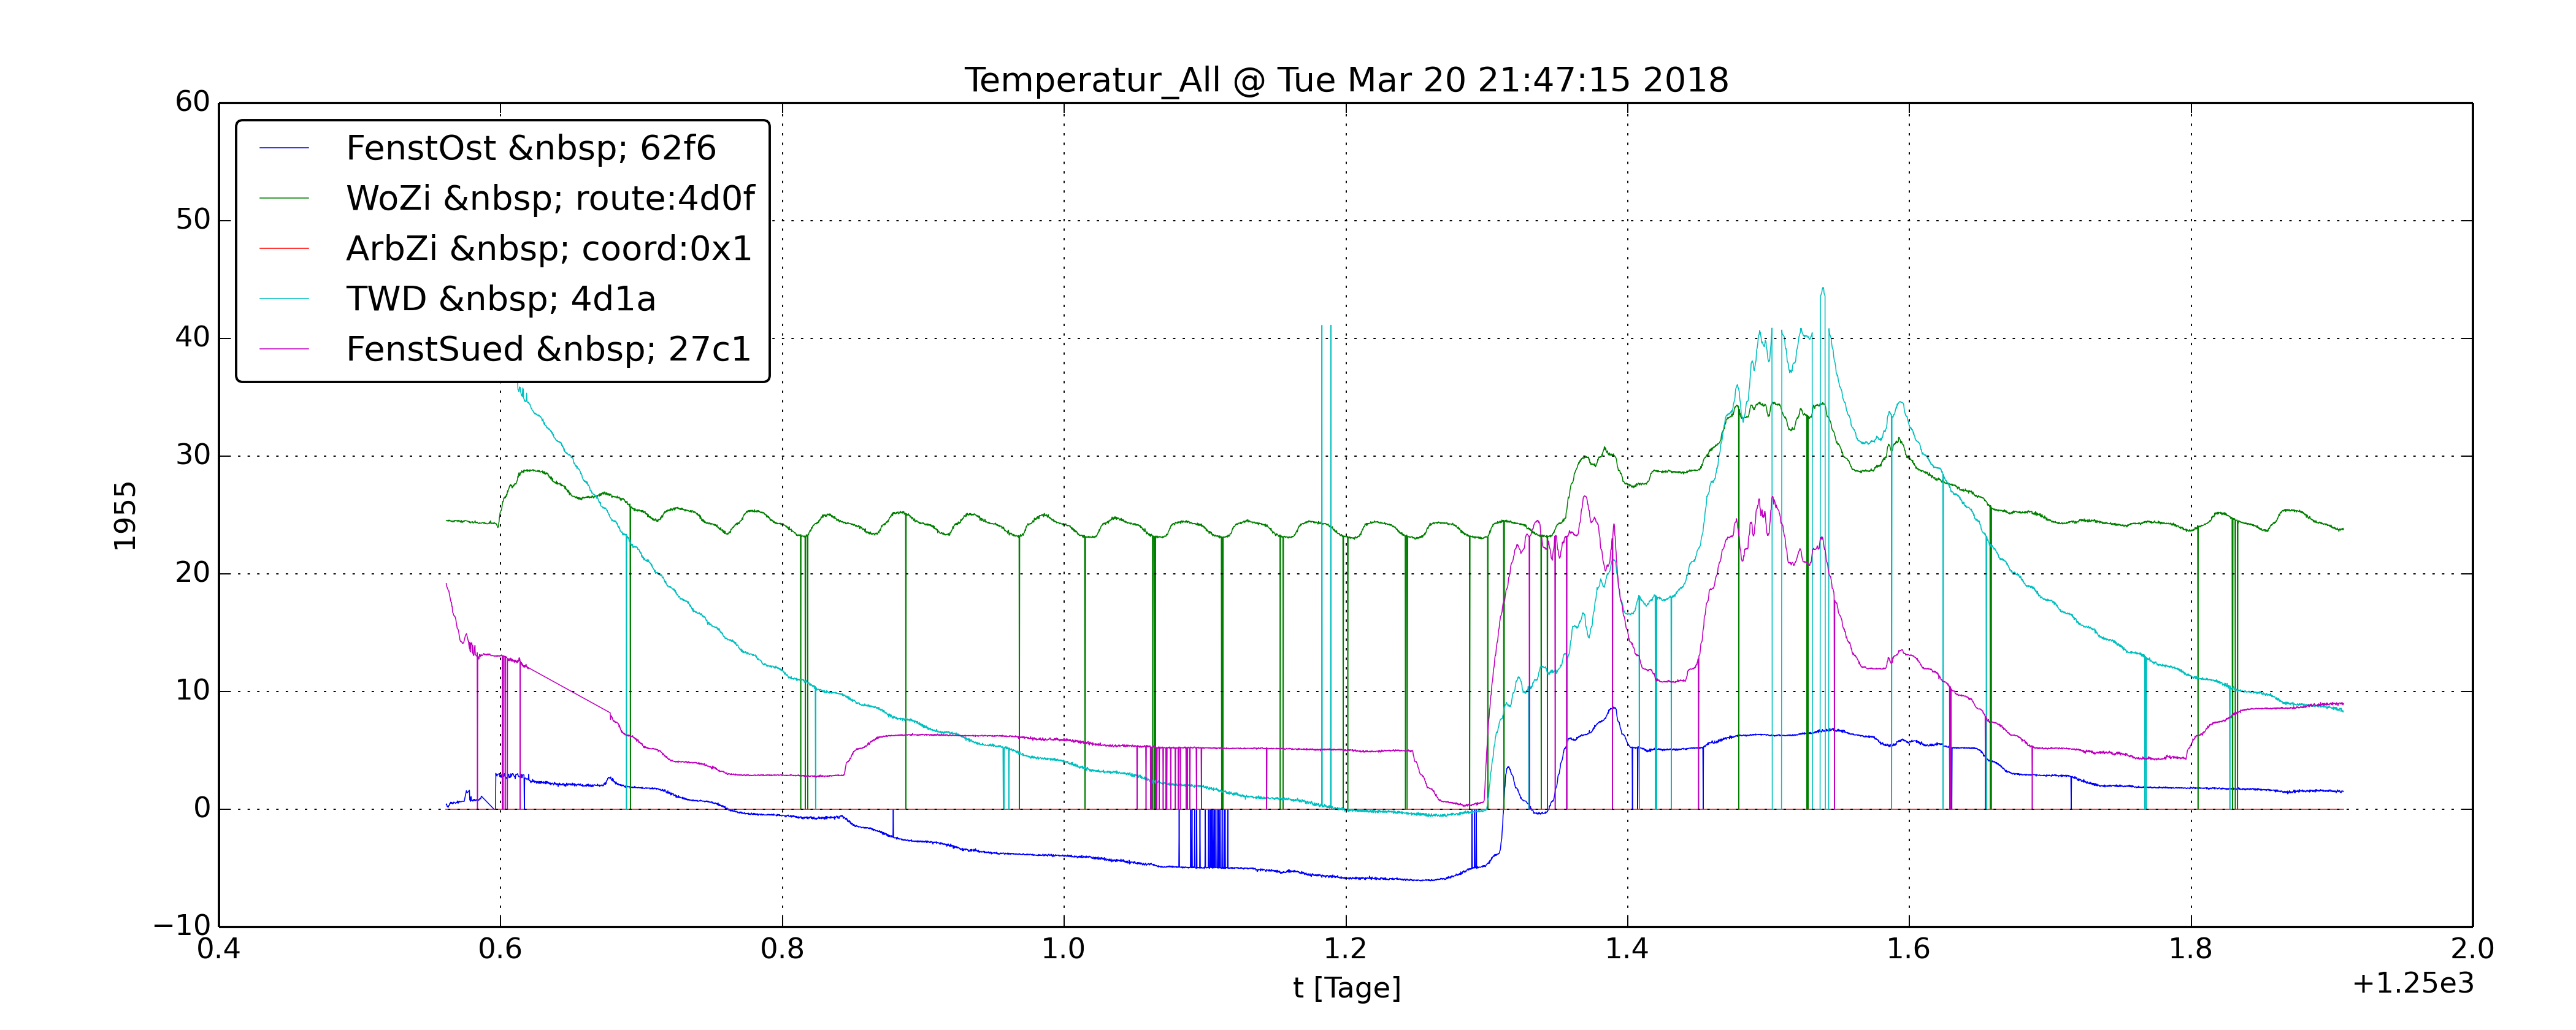 Temperatur_All @ Tue Mar 20 21:47:15 2018
60
50
40
30
20
10
0
−10
1955
FenstOst &nbsp; 62f6
WoZi &nbsp; route:4d0f
ArbZi &nbsp; coord:0x1
TWD &nbsp; 4d1a
FenstSued &nbsp; 27c1
0.4 0.6 0.8 1.0 1.2 1.4 1.6 1.8 2.0
+1.25e3
t [Tage]